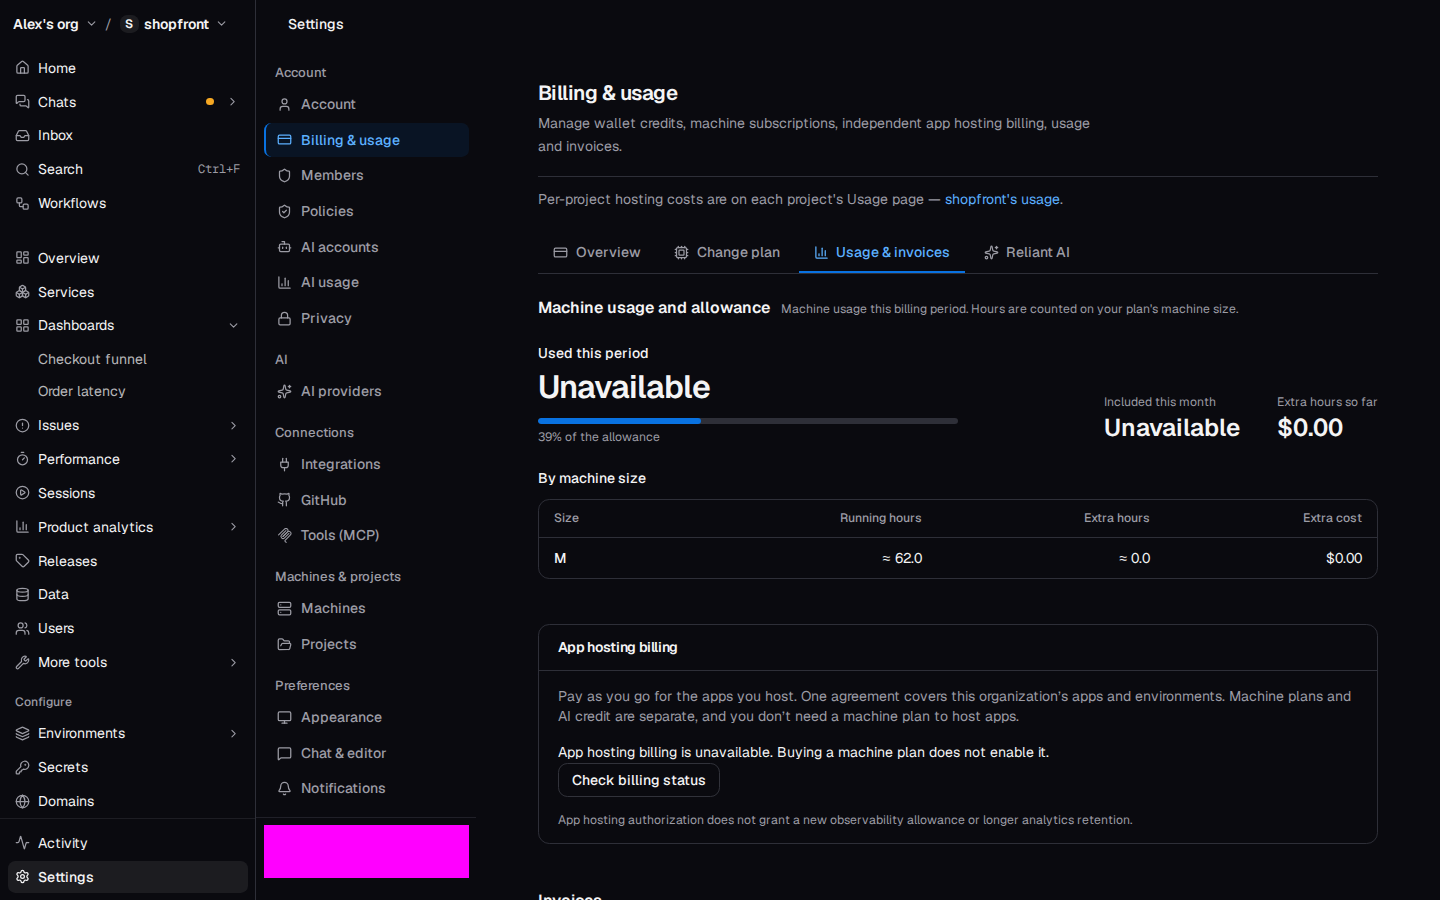 Alex's org / S shopfront
Home
Chats
Inbox
Search Ctrl+F
Workflows
Overview
Services
Dashboards
Checkout funnel
Order latency
Issues
Performance
Sessions
Product analytics
Releases
Data
Users
More tools
Configure
Environments
Secrets
Domains
Activity
Settings
Settings
Account
Account
Billing & usage
Members
Policies
AI accounts
AI usage
Privacy
AI
AI providers
Connections
Integrations
GitHub
Tools (MCP)
Machines & projects
Machines
Projects
Preferences
Appearance
Chat & editor
Notifications
Billing & usage
Manage wallet credits, machine subscriptions, independent app hosting billing, usage
and invoices.
Per-project hosting costs are on each project's Usage page — shopfront's usage.
Overview Change plan Usage & invoices Reliant AI
Machine usage and allowance Machine usage this billing period. Hours are counted on your plan's machine size.
Used this period
Unavailable
39% of the allowance
Included this month
Unavailable
Extra hours so far
$0.00
By machine size
Size Running hours Extra hours Extra cost
M ≈ 62.0 ≈ 0.0 $0.00
App hosting billing
Pay as you go for the apps you host. One agreement covers this organization's apps and environments. Machine plans and
AI credit are separate, and you don't need a machine plan to host apps.
App hosting billing is unavailable. Buying a machine plan does not enable it.
Check billing status
App hosting authorization does not grant a new observability allowance or longer analytics retention.
Invoices